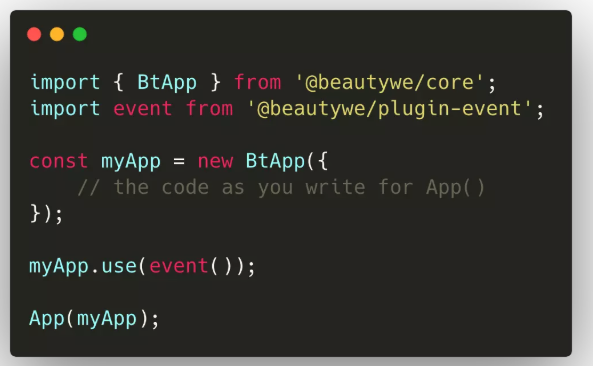 import { BtApp } from '@beautywe/core';
import event from '@beautywe/plugin-event';
const myApp = new BtApp({
// the code as you write for App()
});
myApp.use(event());
App(myApp);